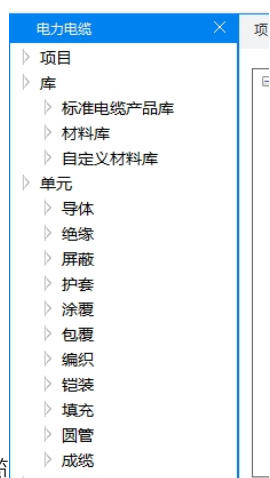 电力电缆
项
项目
库
标准电缆产品库
材料库
自定义材料库
单元
导体
绝缘
屏蔽
护套
涂覆
包覆
编织
铠装
填充
圆管
成缆